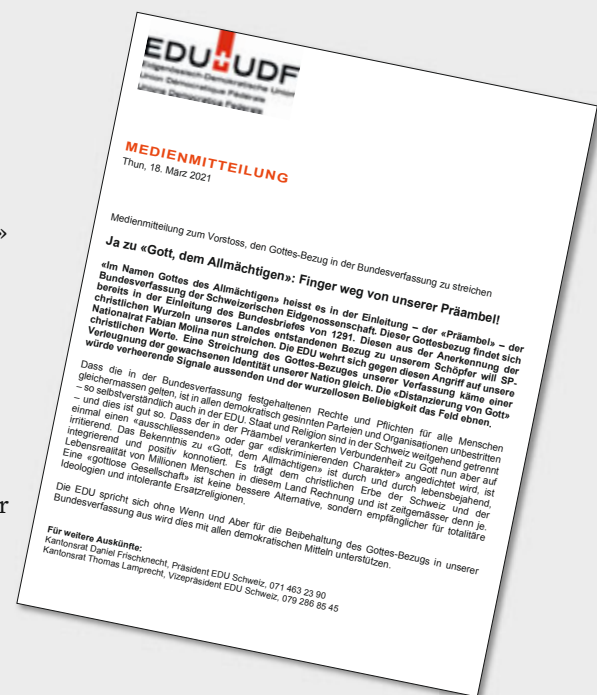 »
r
EDU UDF
Eidgenössisch-Demokratische Union
Union Démocratique Fédérale
Unione Democratica Federale
MEDIENMITTEILUNG
Thun, 18. März 2021
Medienmitteilung zum Vorstoss, den Gottes-Bezug in der Bundesverfassung zu streichen
Ja zu «Gott, dem Allmächtigen»: Finger weg von unserer Präambel!
«Im Namen Gottes des Allmächtigen» heisst es in der Einleitung – der «Präambel» – der
Bundesverfassung der Schweizerischen Eidgenossenschaft. Dieser Gottesbezug findet sich
bereits in der Einleitung des Bundesbriefes von 1291. Diesen aus der Anerkennung der
christlichen Wurzeln unseres Landes entstandenen Bezug zu unserem Schöpfer will SP-
Nationalrat Fabian Molina nun streichen. Die EDU wehrt sich gegen diesen Angriff auf unsere
christlichen Werte. Eine Streichung des Gottes-Bezuges unserer Verfassung käme einer
Verleugnung der gewachsenen Identität unserer Nation gleich. Die «Distanzierung von Gott»
würde verheerende Signale aussenden und der wurzellosen Beliebigkeit das Feld ebnen.
Dass die in der Bundesverfassung festgehaltenen Rechte und Pflichten für alle Menschen
gleichermassen gelten, ist in allen demokratisch gesinnten Parteien und Organisationen unbestritten
– so selbstverständlich auch in der EDU. Staat und Religion sind in der Schweiz weitgehend getrennt
– und dies ist gut so. Dass der in der Präambel verankerten Verbundenheit zu Gott nun aber auf
einmal einen «ausschliessenden» oder gar «diskriminierenden Charakter» angedichtet wird, ist
irritierend. Das Bekenntnis zu «Gott, dem Allmächtigen» ist durch und durch lebensbejahend,
integrierend und positiv konnotiert. Es trägt dem christlichen Erbe der Schweiz und der
Lebensrealität von Millionen Menschen in diesem Land Rechnung und ist zeitgemässer denn je.
Eine «gottlose Gesellschaft» ist keine bessere Alternative, sondern empfänglicher für totalitäre
Ideologien und intolerante Ersatzreligionen.
Die EDU spricht sich ohne Wenn und Aber für die Beibehaltung des Gottes-Bezugs in unserer
Bundesverfassung aus wird dies mit allen demokratischen Mitteln unterstützen.
Für weitere Auskünfte:
Kantonsrat Daniel Frischknecht, Präsident EDU Schweiz, 071 463 23 90
Kantonsrat Thomas Lamprecht, Vizepräsident EDU Schweiz, 079 286 85 45